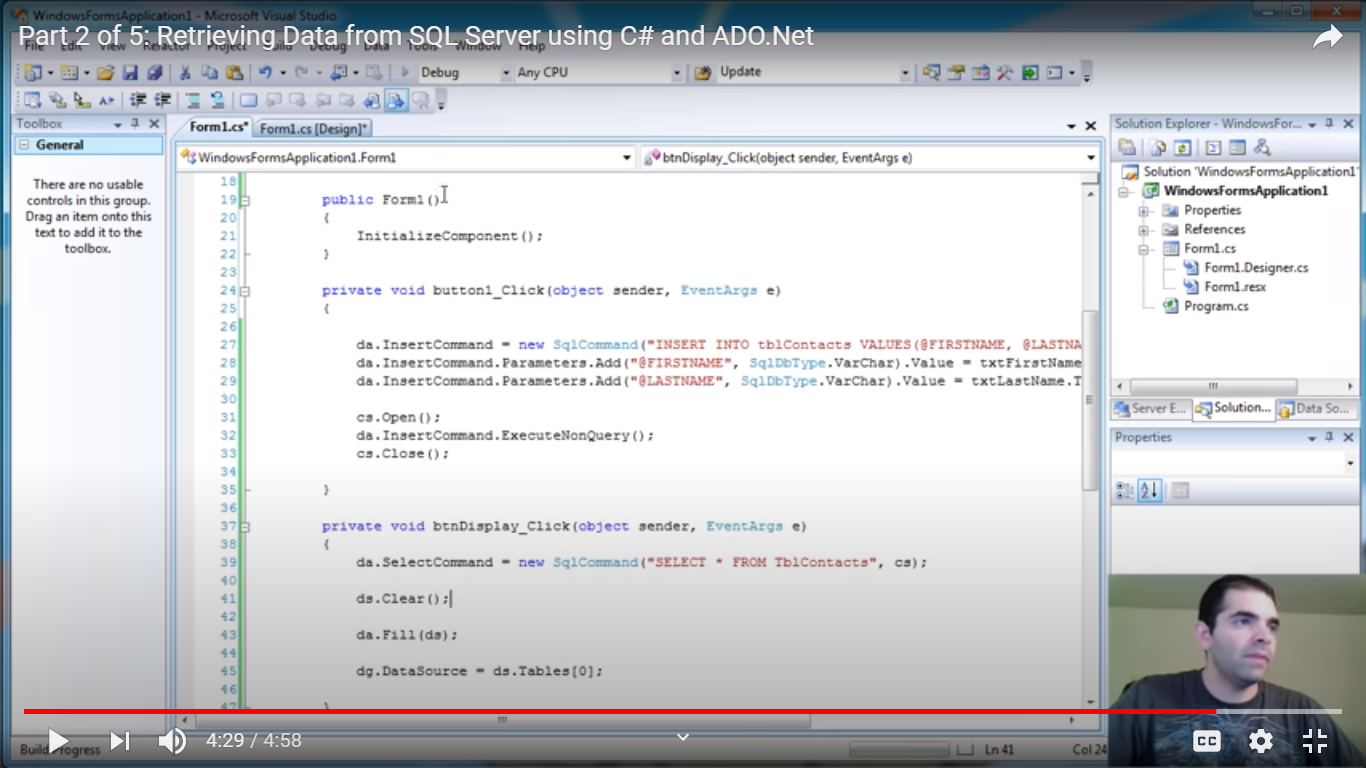 WindowsFormsApplication1 - Microsoft Visual Studio
Part 2 of 5: Retrieving Data from SQL Server using C# and ADO.Net
File Edit View Refactor Project Build Debug Data Tools Window Help
Debug Any CPU Update
Toolbox
General
There are no usable
controls in this group.
Drag an item onto this
text to add it to the
toolbox.
Form1.cs* Form1.cs [Design]*
WindowsFormsApplication1.Form1 btnDisplay_Click(object sender, EventArgs e)
18
19 public Form1()
20 {
21 InitializeComponent();
22 }
23
24 private void button1_Click(object sender, EventArgs e)
25 {
26
27 da.InsertCommand = new SqlCommand("INSERT INTO tblContacts VALUES(@FIRSTNAME, @LASTNA
28 da.InsertCommand.Parameters.Add("@FIRSTNAME", SqlDbType.VarChar).Value = txtFirstName
29 da.InsertCommand.Parameters.Add("@LASTNAME", SqlDbType.VarChar).Value = txtLastName.T
30
31 cs.Open();
32 da.InsertCommand.ExecuteNonQuery();
33 cs.Close();
34
35 }
36
37 private void btnDisplay_Click(object sender, EventArgs e)
38 {
39 da.SelectCommand = new SqlCommand("SELECT * FROM TblContacts", cs);
40
41 ds.Clear();
42
43 da.Fill(ds);
44
45 dg.DataSource = ds.Tables[0];
46
47 }
Solution Explorer - WindowsFor...
Solution 'WindowsFormsApplication1'
WindowsFormsApplication1
Properties
References
Form1.cs
Form1.Designer.cs
Form1.resx
Program.cs
Server E... Solution... Data So...
Properties
4:29 / 4:58
CC
Ln 41 Col 24